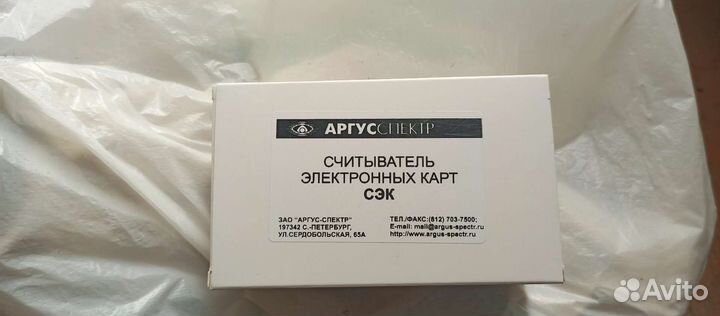 АРГУССПЕКТР
СЧИТЫВАТЕЛЬ
ЭЛЕКТРОННЫХ КАРТ
СЭК
ЗАО "АРГУС-СПЕКТР"
197342 С.-ПЕТЕРБУРГ,
УЛ.СЕРДОБОЛЬСКАЯ, 65А
ТЕЛ./ФАКС:(812) 703-7500;
E-mail: mail@argus-spectr.ru
http://www.argus-spectr.ru
Avito